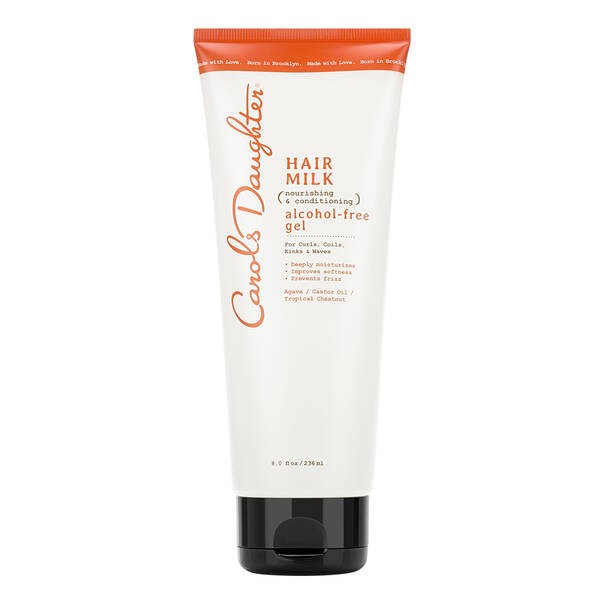 Made with Love. Born in Brooklyn. Made with Love. Born in Brookly
Carol's Daughter®
HAIR
MILK
(nourishing
& conditioning)
alcohol-free
gel
For Curls, Coils,
Kinks & Waves
• Deeply moisturizes
• Improves softness
• Prevents frizz
Agave / Castor Oil /
Tropical Chestnut
8.0 fl oz/236 ml